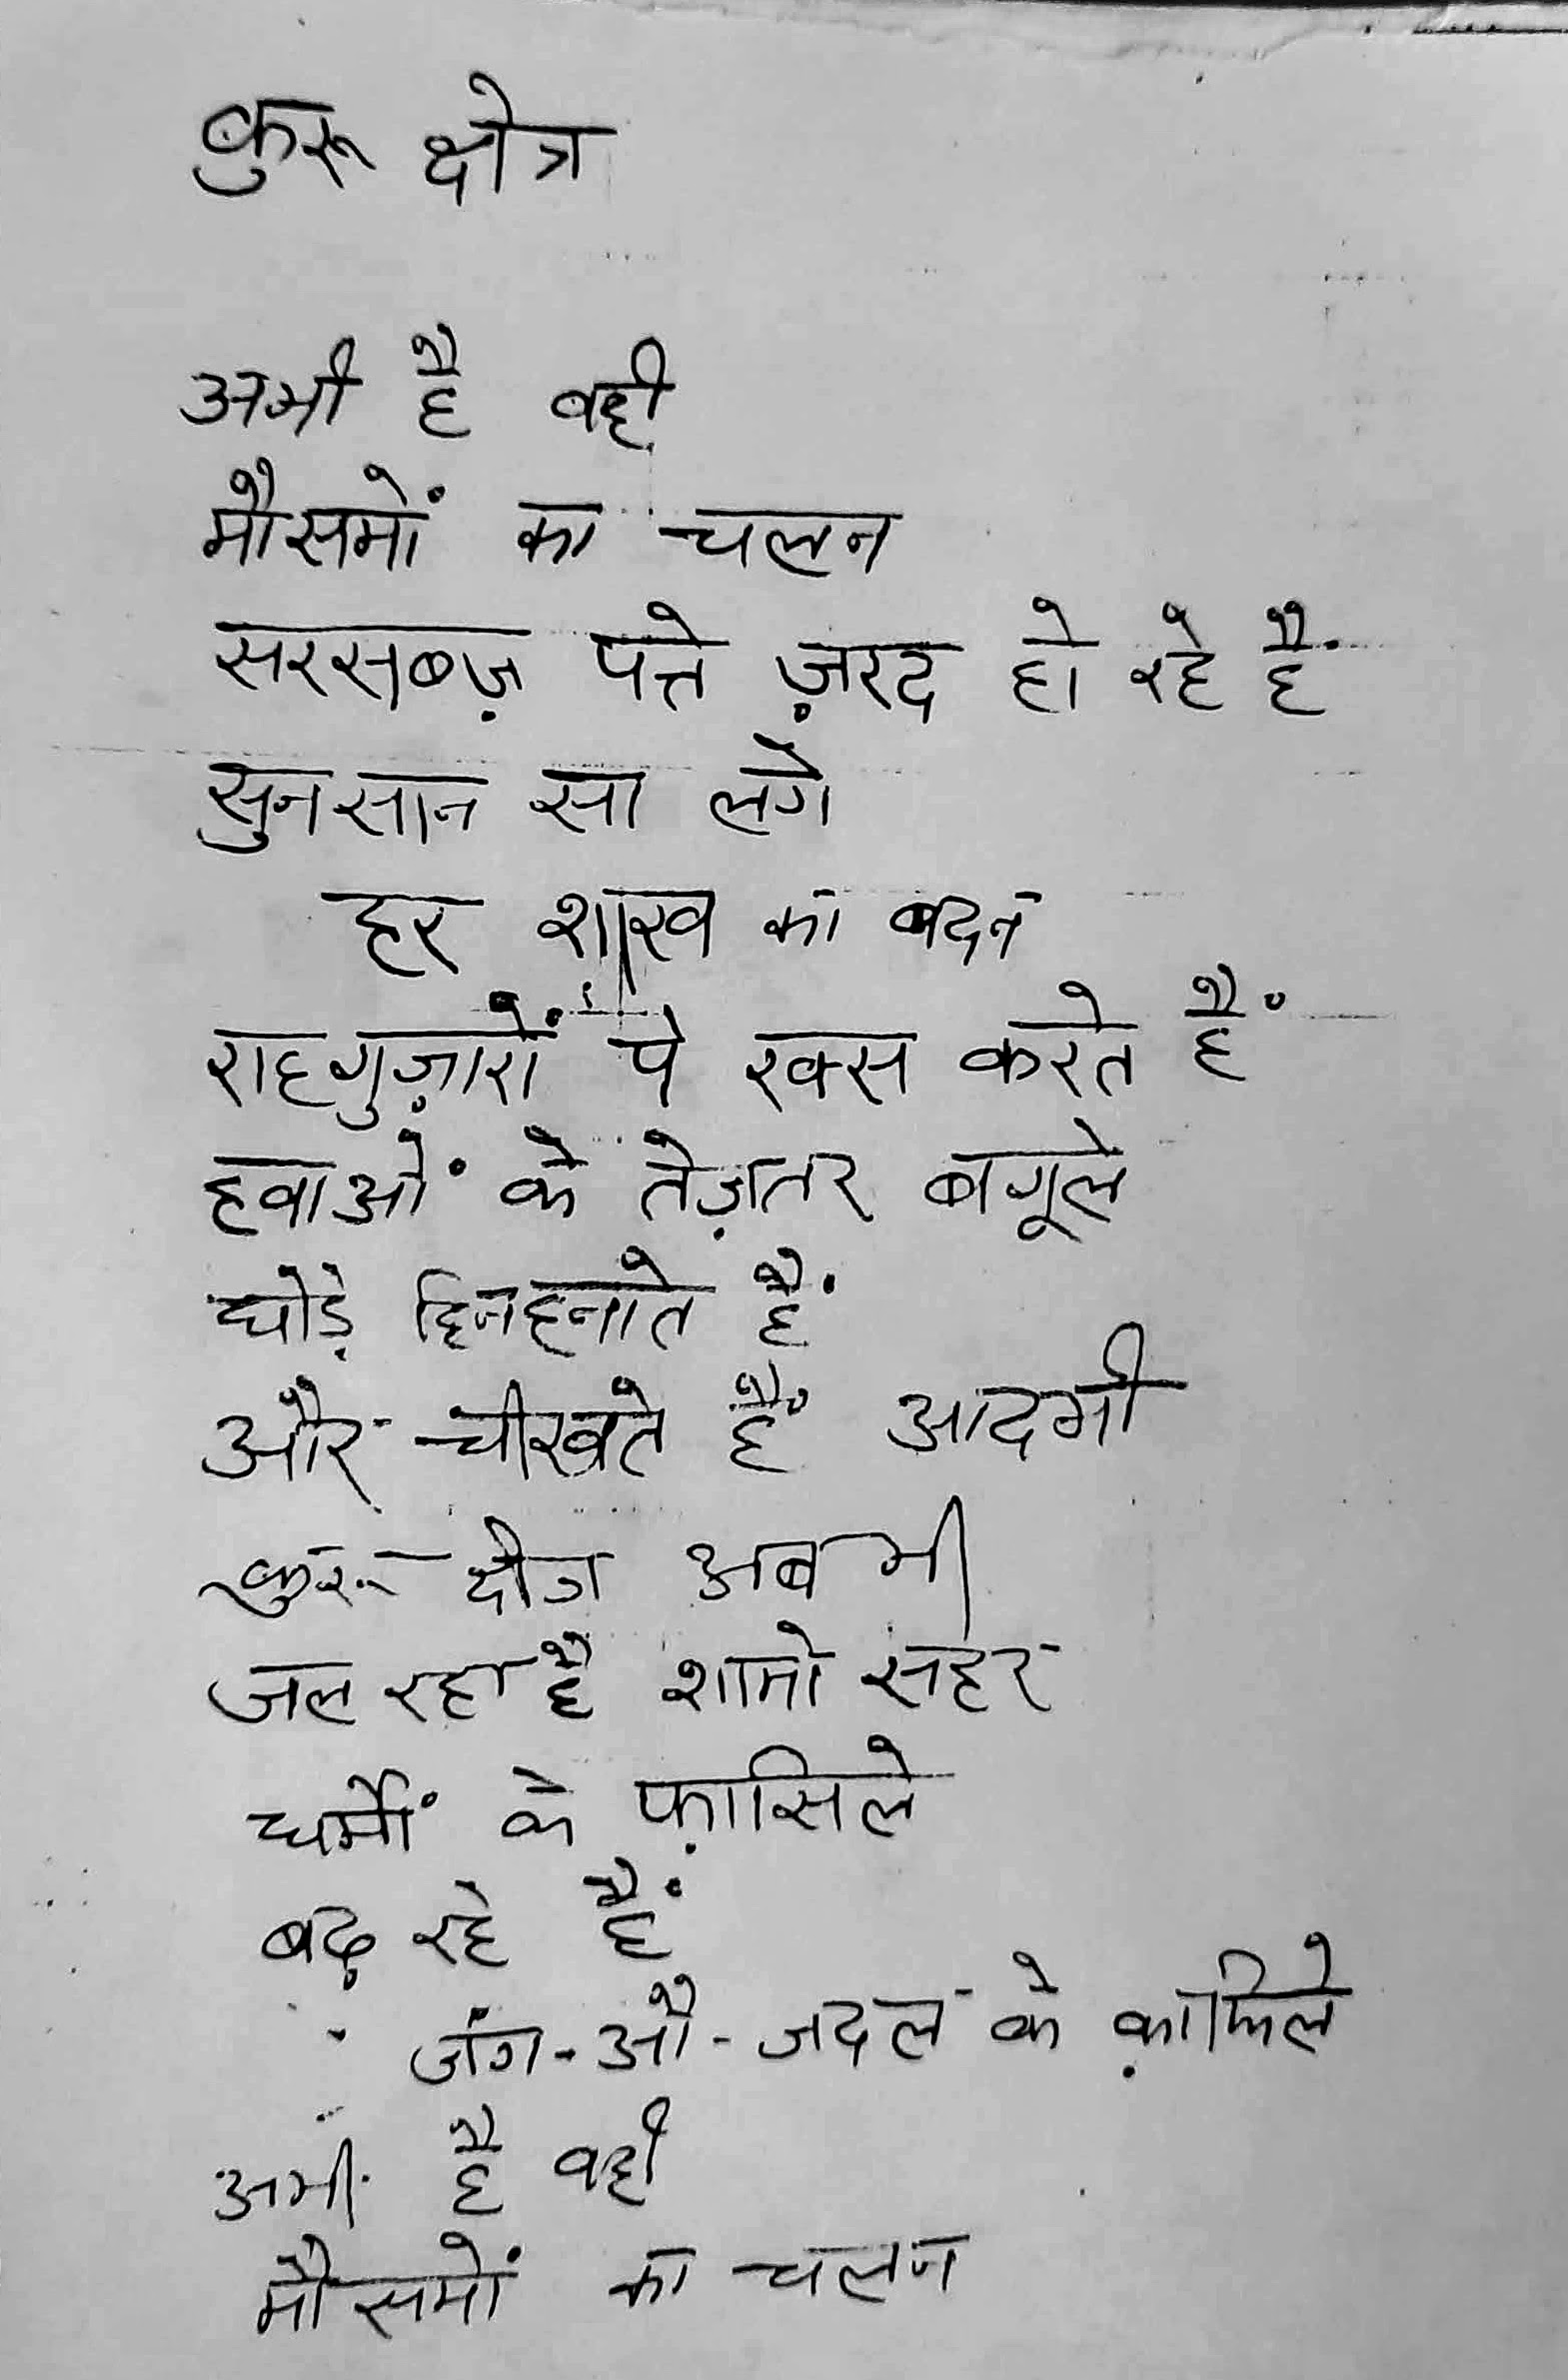 कुरू क्षेत्र
अभी है वही
मौसमों का चलन
सरसब्ज़ पत्ते ज़रद हो रहे हैं
सुनसान सा लगे
हर शाख का बदन
राहगुज़ारों पे रक्स करते हैं
हवाओं के तेज़तर बगूले
घोड़े हिनहनाते हैं
और चीखते हैं आदमी
कुरू क्षेत्र अब भी
जल रहा है शामो सहर
धर्मों के फ़ासिले
बढ़ रहे हैं
जंग-औ-जदल के क़ाफिले
अभी है वही
मौसमों का चलन